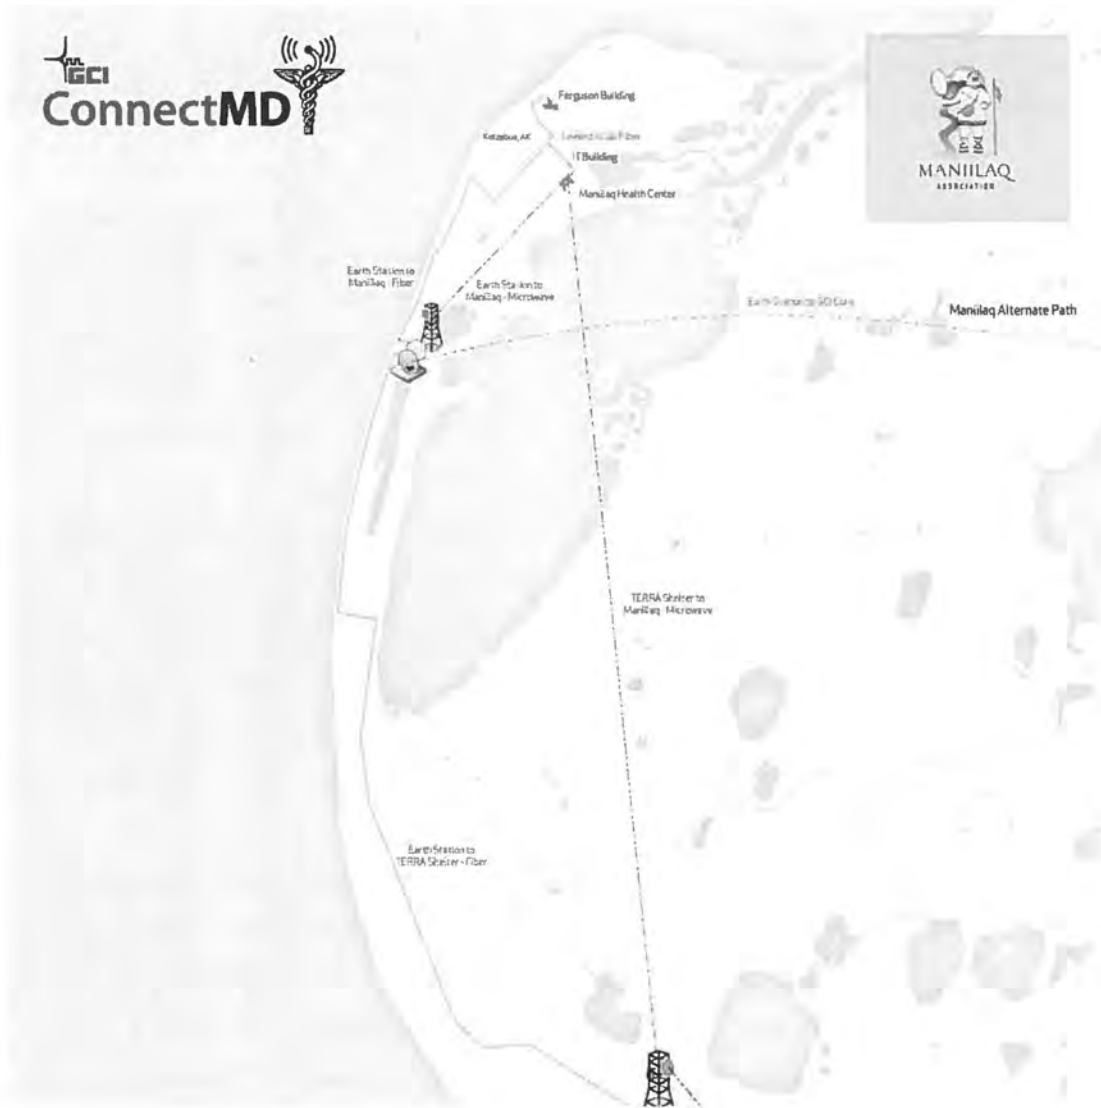 GCI
ConnectMD
Ferguson Building
Kotzebue, AK
IT Building
Maniilaq Health Center
MANIILAQ
ASSOCIATION
Earth Station to
Maniilaq - Fiber
Earth Station to
Maniilaq - Microwave
Maniilaq Alternate Path
TERRA Shelter to
Maniilaq - Microwave
Earth Station to
TERRA Shelter - Fiber